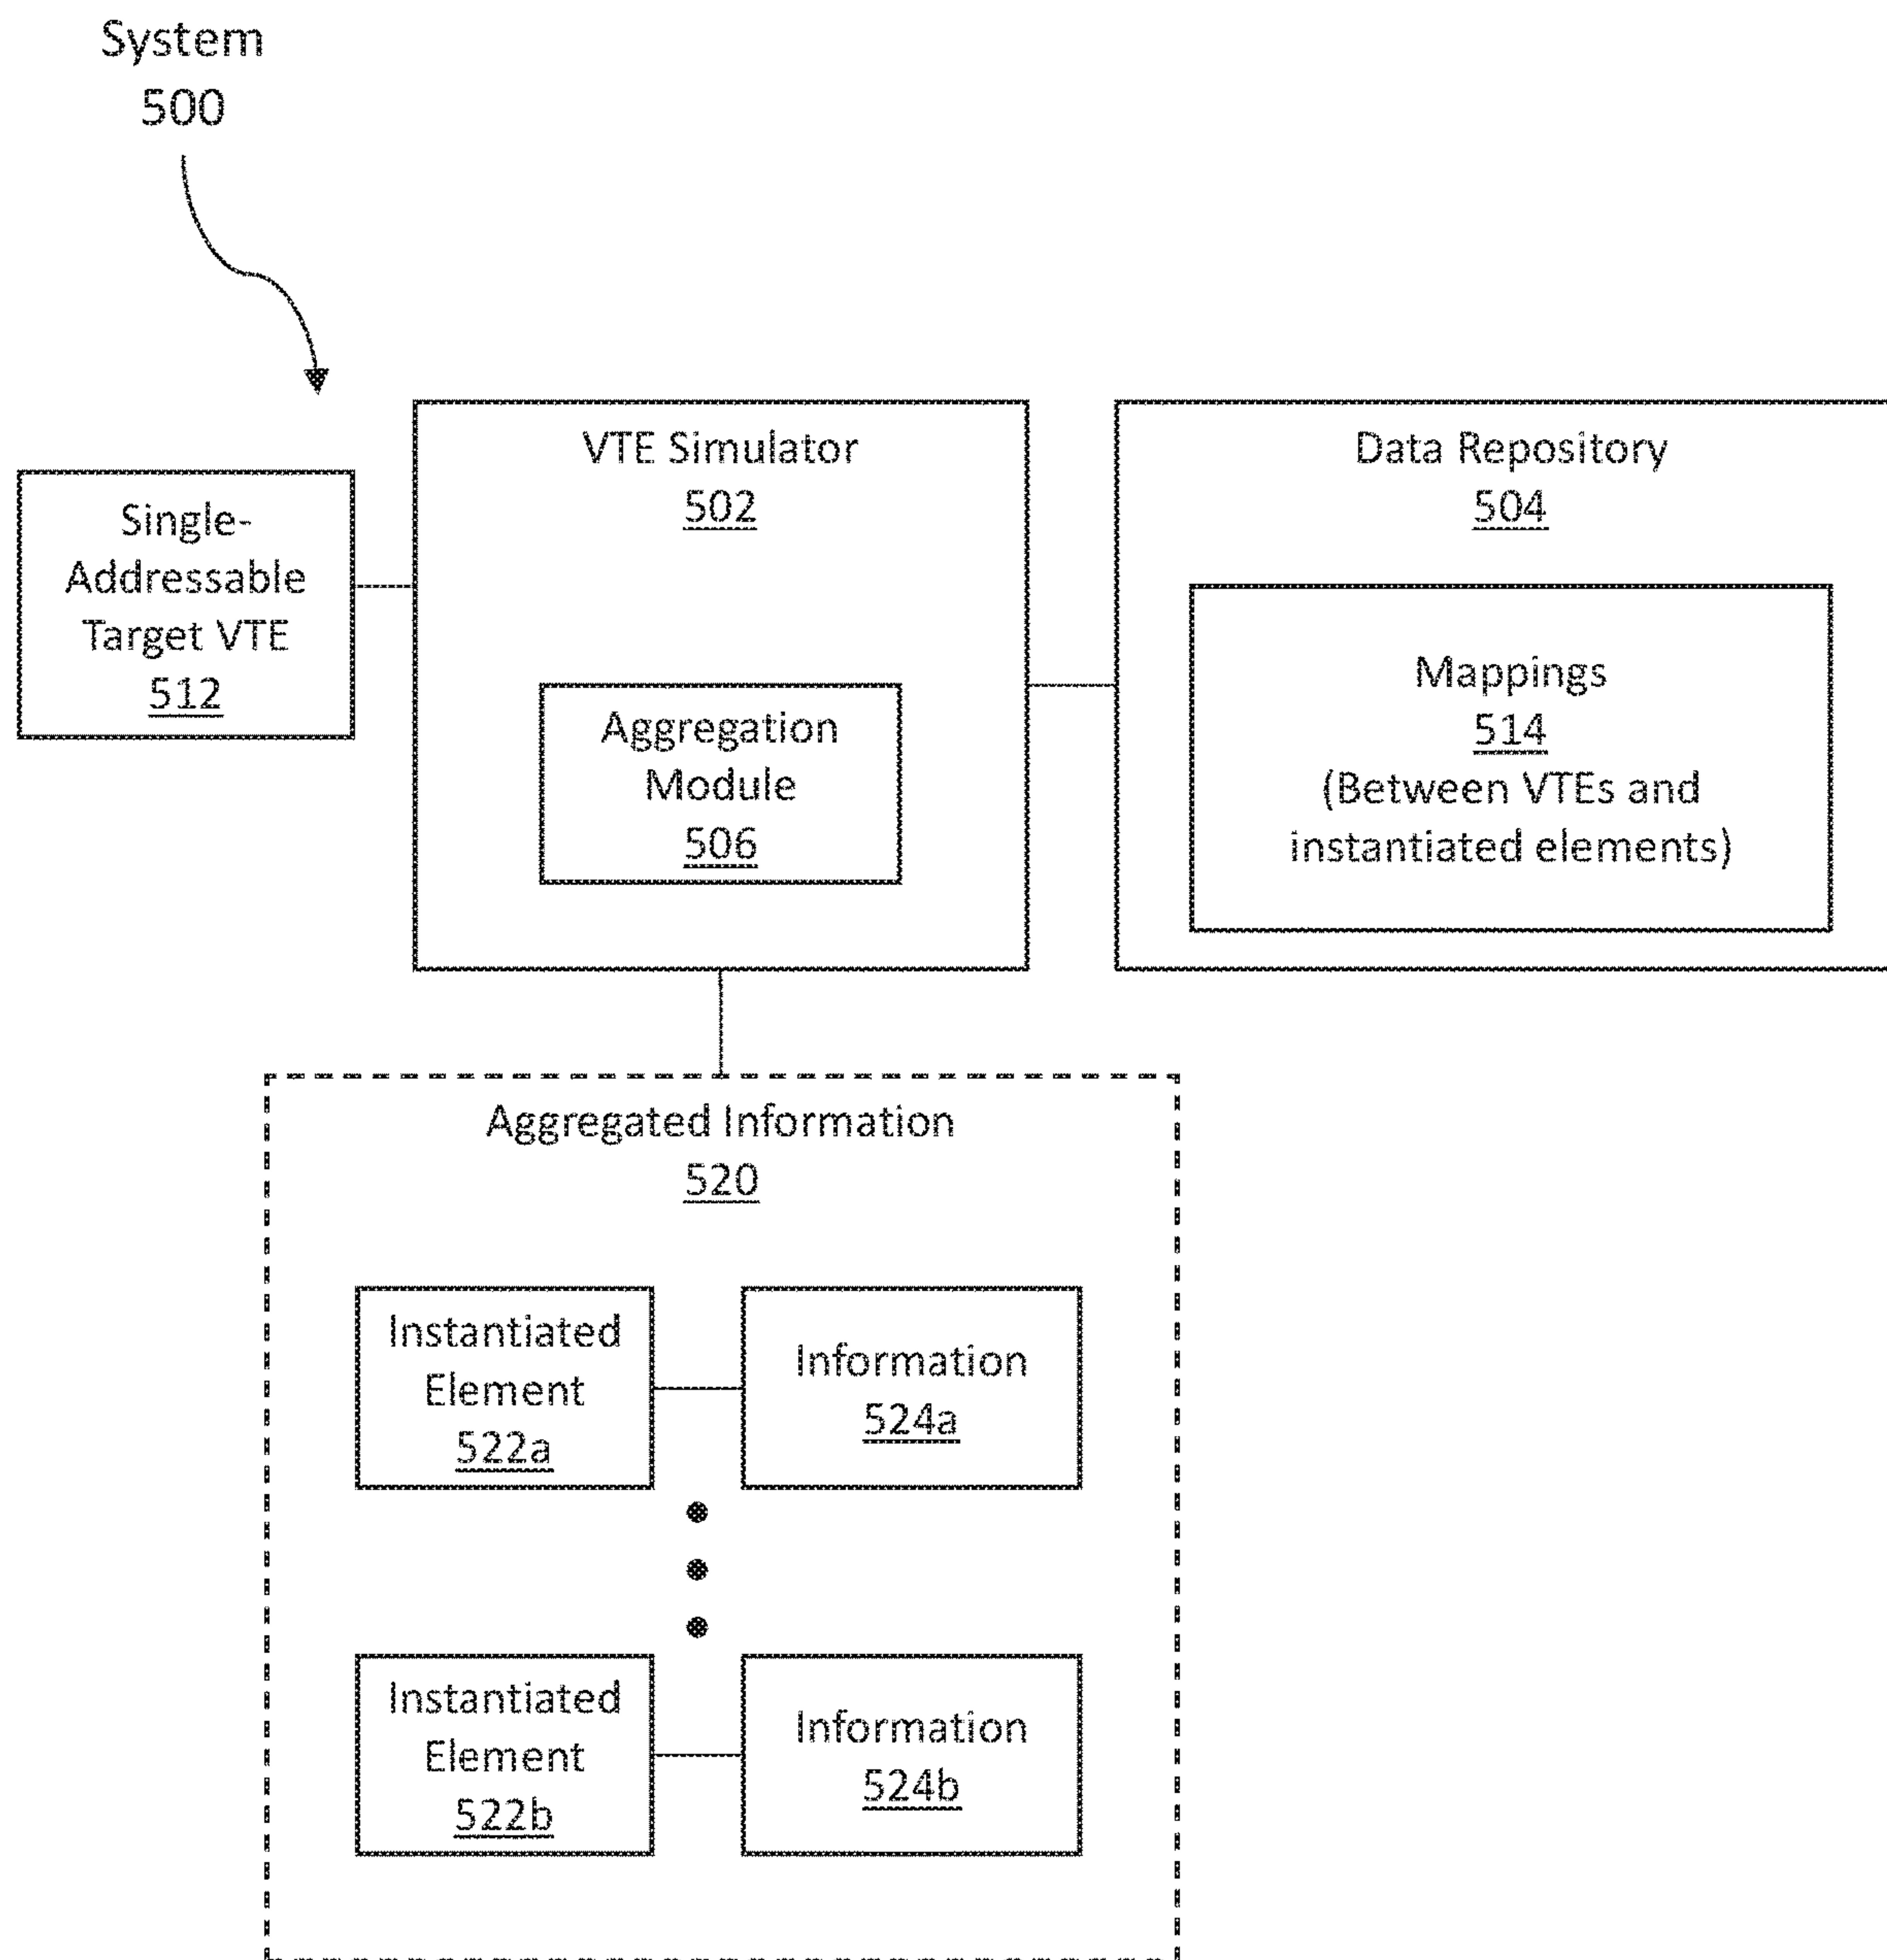 System
500
VTE Simulator
502
Data Repository
504
Single-
Addressable
Target VTE
512
Mappings
514
(Between VTEs and
instantiated elements)
Aggregation
Module
506
Aggregated Information
520
Instantiated
Element
522a
Information
524a
Instantiated
Element
522b
Information
524b